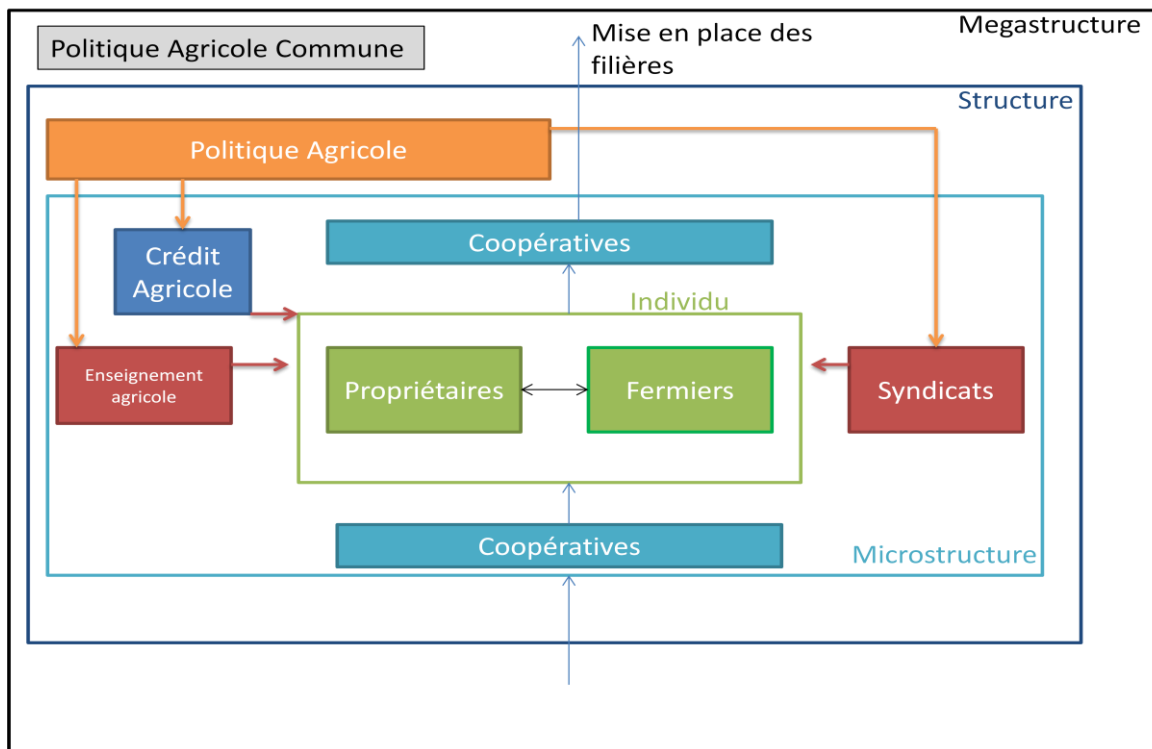 Megastructure
Politique Agricole Commune
Mise en place des
filières
Structure
Politique Agricole
Coopératives
Crédit
Agricole
Individu
Enseignement
agricole
Propriétaires
Fermiers
Syndicats
Coopératives
Microstructure